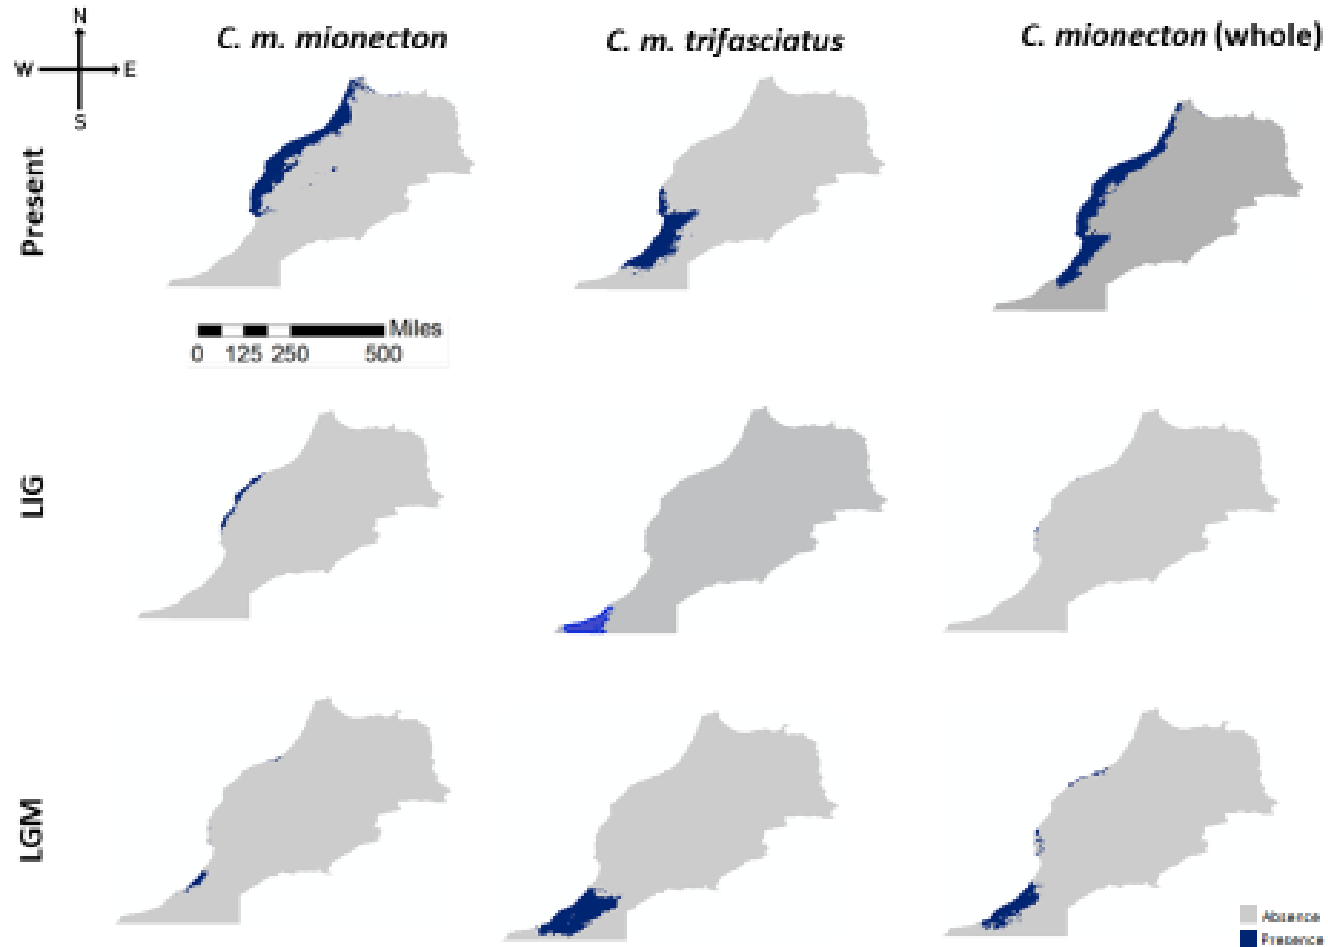 N
W E
S
C. m. mionecton
C. m. trifasciatus
C. mionecton (whole)
Present
Miles
0 125 250 500
LIG
LGM
Absence
Presence